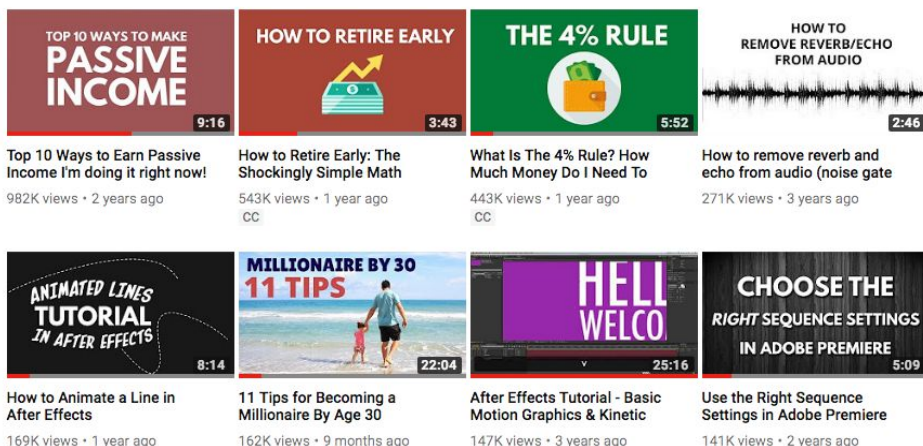 TOP 10 WAYS TO MAKE
PASSIVE
INCOME
9:16
Top 10 Ways to Earn Passive
Income I'm doing it right now!
982K views • 2 years ago
HOW TO RETIRE EARLY
3:43
How to Retire Early: The
Shockingly Simple Math
543K views • 1 year ago
CC
THE 4% RULE
5:52
What Is The 4% Rule? How
Much Money Do I Need To
443K views • 1 year ago
CC
HOW TO
REMOVE REVERB/ECHO
FROM AUDIO
2:46
How to remove reverb and
echo from audio (noise gate
271K views • 3 years ago
ANIMATED LINES
TUTORIAL
IN AFTER EFFECTS
8:14
How to Animate a Line in
After Effects
169K views • 1 year ago
MILLIONAIRE BY 30
11 TIPS
22:04
11 Tips for Becoming a
Millionaire By Age 30
162K views • 9 months ago
HELL
WELCO
25:16
After Effects Tutorial - Basic
Motion Graphics & Kinetic
147K views • 3 years ago
CHOOSE THE
RIGHT SEQUENCE SETTINGS
IN ADOBE PREMIERE
5:09
Use the Right Sequence
Settings in Adobe Premiere
141K views • 2 years ago